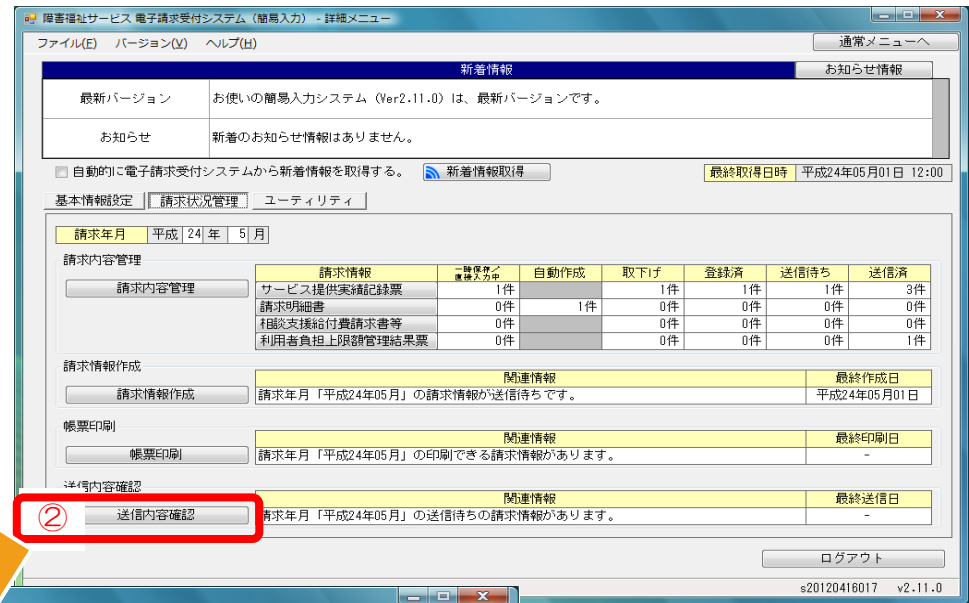 障害福祉サービス 電子請求受付システム（簡易入力） - 詳細メニュー
ファイル(F) バージョン(V) ヘルプ(H) 通常メニューへ
新着情報 お知らせ情報
最新バージョン お使いの簡易入力システム（Ver2.11.0）は、最新バージョンです。
お知らせ 新着のお知らせ情報はありません。
自動的に電子請求受付システムから新着情報を取得する。 新着情報取得 最終取得日時 平成24年05月01日 12:00
基本情報設定 請求状況管理 ユーティリティ
請求年月 平成 24 年 5 月
請求内容管理
請求情報 一時保存／直接入力中 自動作成 取下げ 登録済 送信待ち 送信済
請求内容管理 サービス提供実績記録票 1件 1件 1件 1件 3件
請求明細書 0件 1件 0件 0件 0件 0件
相談支援給付費請求書等 0件 0件 0件 0件 0件
利用者負担上限額管理結果票 0件 0件 0件 0件 1件
請求情報作成
関連情報 最終作成日
請求情報作成 請求年月「平成24年05月」の請求情報が送信待ちです。 平成24年05月01日
帳票印刷
関連情報 最終印刷日
帳票印刷 請求年月「平成24年05月」の印刷できる請求情報があります。 -
送信内容確認
関連情報 最終送信日
② 送信内容確認 請求年月「平成24年05月」の送信待ちの請求情報があります。 -
ログアウト
s20120416017 v2.11.0